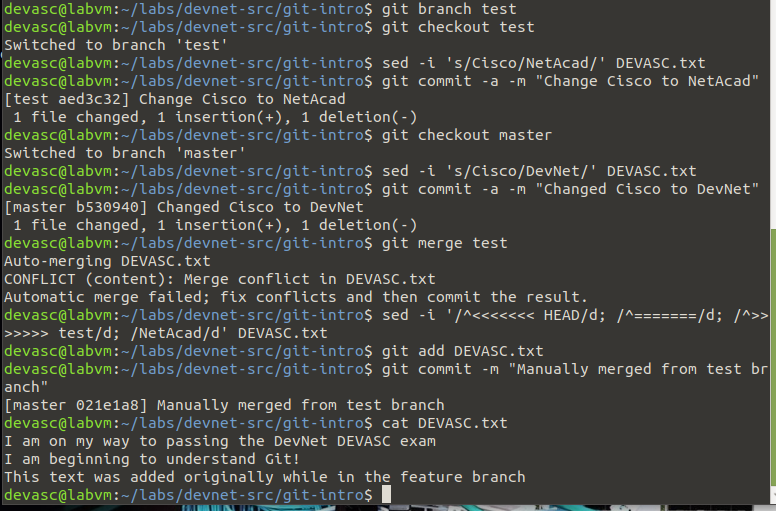 devasc@labvm:~/labs/devnet-src/git-intro$ git branch test
devasc@labvm:~/labs/devnet-src/git-intro$ git checkout test
Switched to branch 'test'
devasc@labvm:~/labs/devnet-src/git-intro$ sed -i 's/Cisco/NetAcad/' DEVASC.txt
devasc@labvm:~/labs/devnet-src/git-intro$ git commit -a -m "Change Cisco to NetAcad"
[test aed3c32] Change Cisco to NetAcad
 1 file changed, 1 insertion(+), 1 deletion(-)
devasc@labvm:~/labs/devnet-src/git-intro$ git checkout master
Switched to branch 'master'
devasc@labvm:~/labs/devnet-src/git-intro$ sed -i 's/Cisco/DevNet/' DEVASC.txt
devasc@labvm:~/labs/devnet-src/git-intro$ git commit -a -m "Changed Cisco to DevNet"
[master b530940] Changed Cisco to DevNet
 1 file changed, 1 insertion(+), 1 deletion(-)
devasc@labvm:~/labs/devnet-src/git-intro$ git merge test
Auto-merging DEVASC.txt
CONFLICT (content): Merge conflict in DEVASC.txt
Automatic merge failed; fix conflicts and then commit the result.
devasc@labvm:~/labs/devnet-src/git-intro$ sed -i '/^<<<<<<< HEAD/d; /^=======/d; /^>>
>>>>> test/d; /NetAcad/d' DEVASC.txt
devasc@labvm:~/labs/devnet-src/git-intro$ git add DEVASC.txt
devasc@labvm:~/labs/devnet-src/git-intro$ git commit -m "Manually merged from test br
anch"
[master 021e1a8] Manually merged from test branch
devasc@labvm:~/labs/devnet-src/git-intro$ cat DEVASC.txt
I am on my way to passing the DevNet DEVASC exam
I am beginning to understand Git!
This text was added originally while in the feature branch
devasc@labvm:~/labs/devnet-src/git-intro$